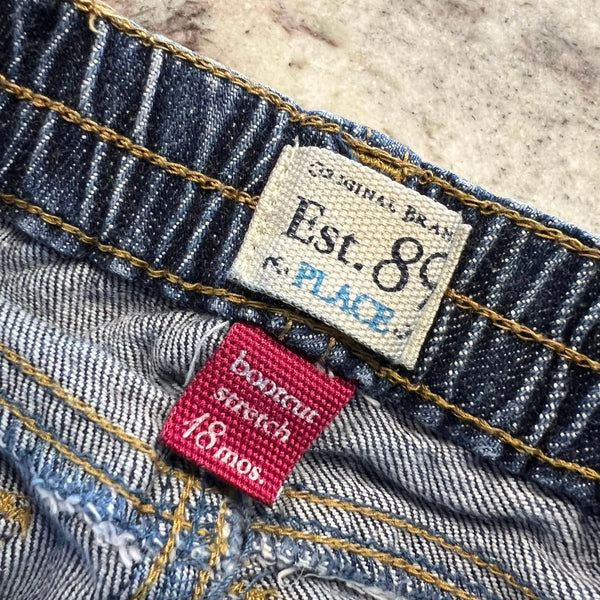 ORIGINAL BRAN
Est. 89
PLACE
bootcut
stretch
18 mos.